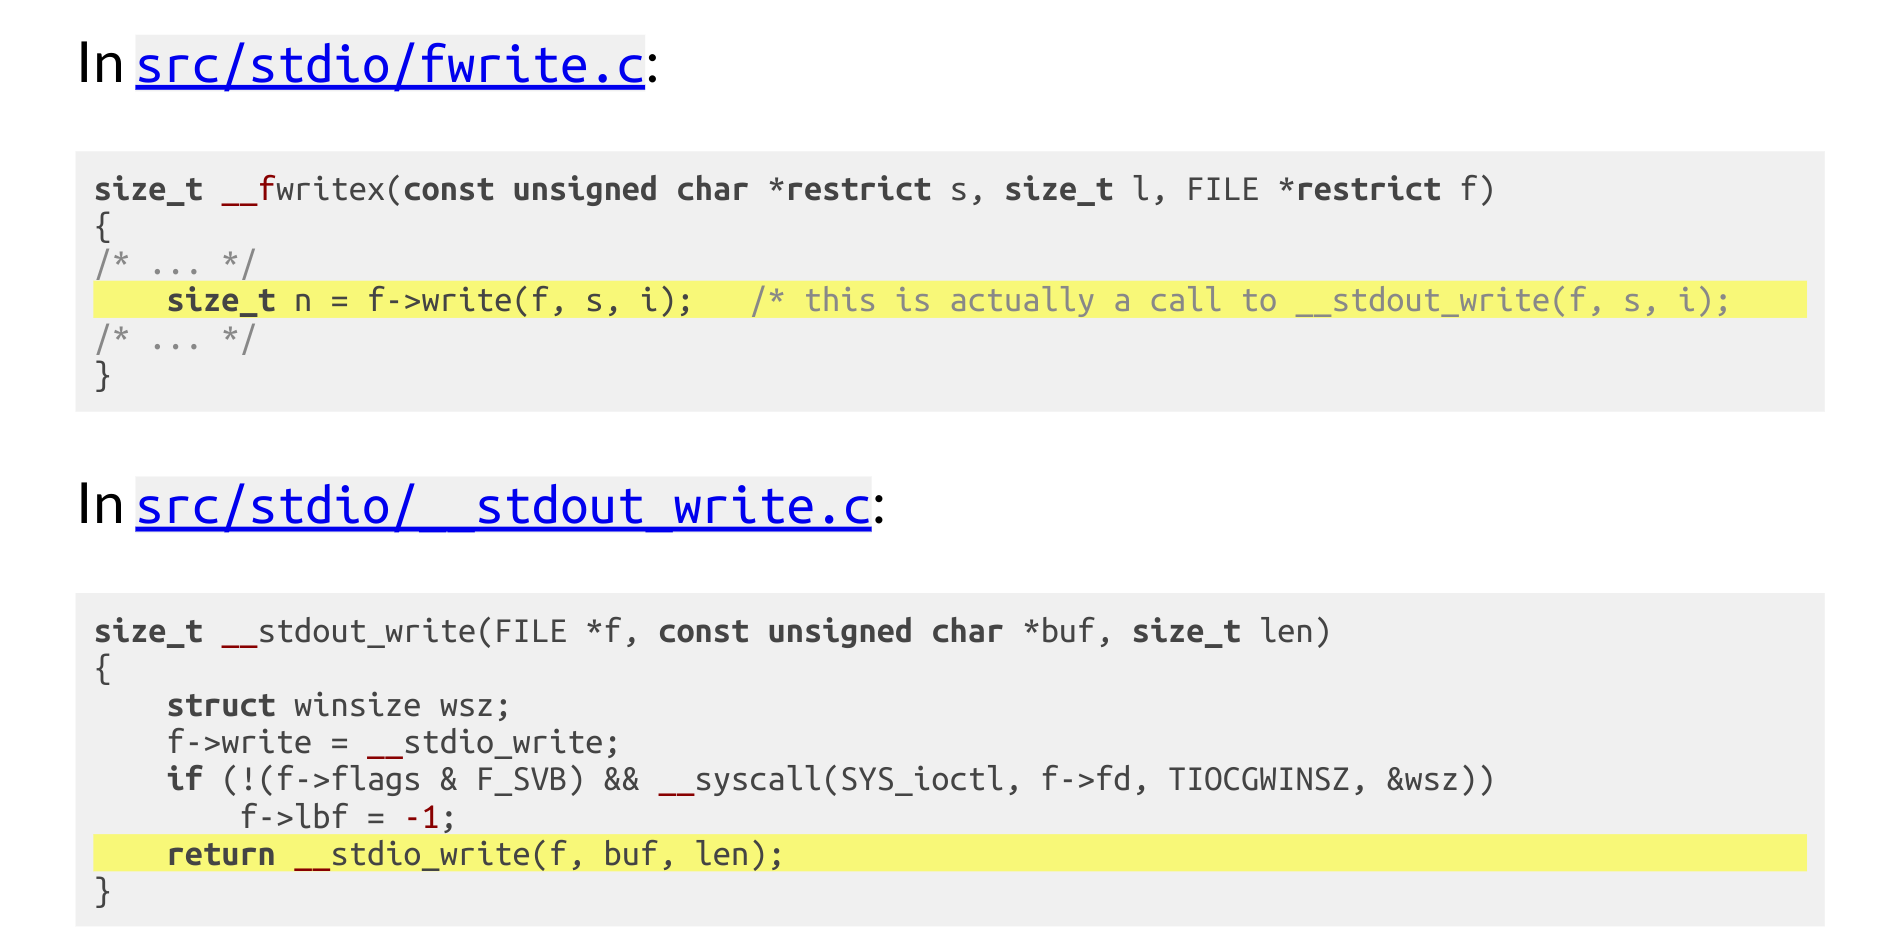 In src/stdio/fwrite.c:
size_t __fwritex(const unsigned char *restrict s, size_t l, FILE *restrict f)
{
/* ... */
    size_t n = f->write(f, s, i);   /* this is actually a call to __stdout_write(f, s, i);
/* ... */
}
In src/stdio/__stdout_write.c:
size_t __stdout_write(FILE *f, const unsigned char *buf, size_t len)
{
    struct winsize wsz;
    f->write = __stdio_write;
    if (!(f->flags & F_SVB) && __syscall(SYS_ioctl, f->fd, TIOCGWINSZ, &wsz))
        f->lbf = -1;
    return __stdio_write(f, buf, len);
}